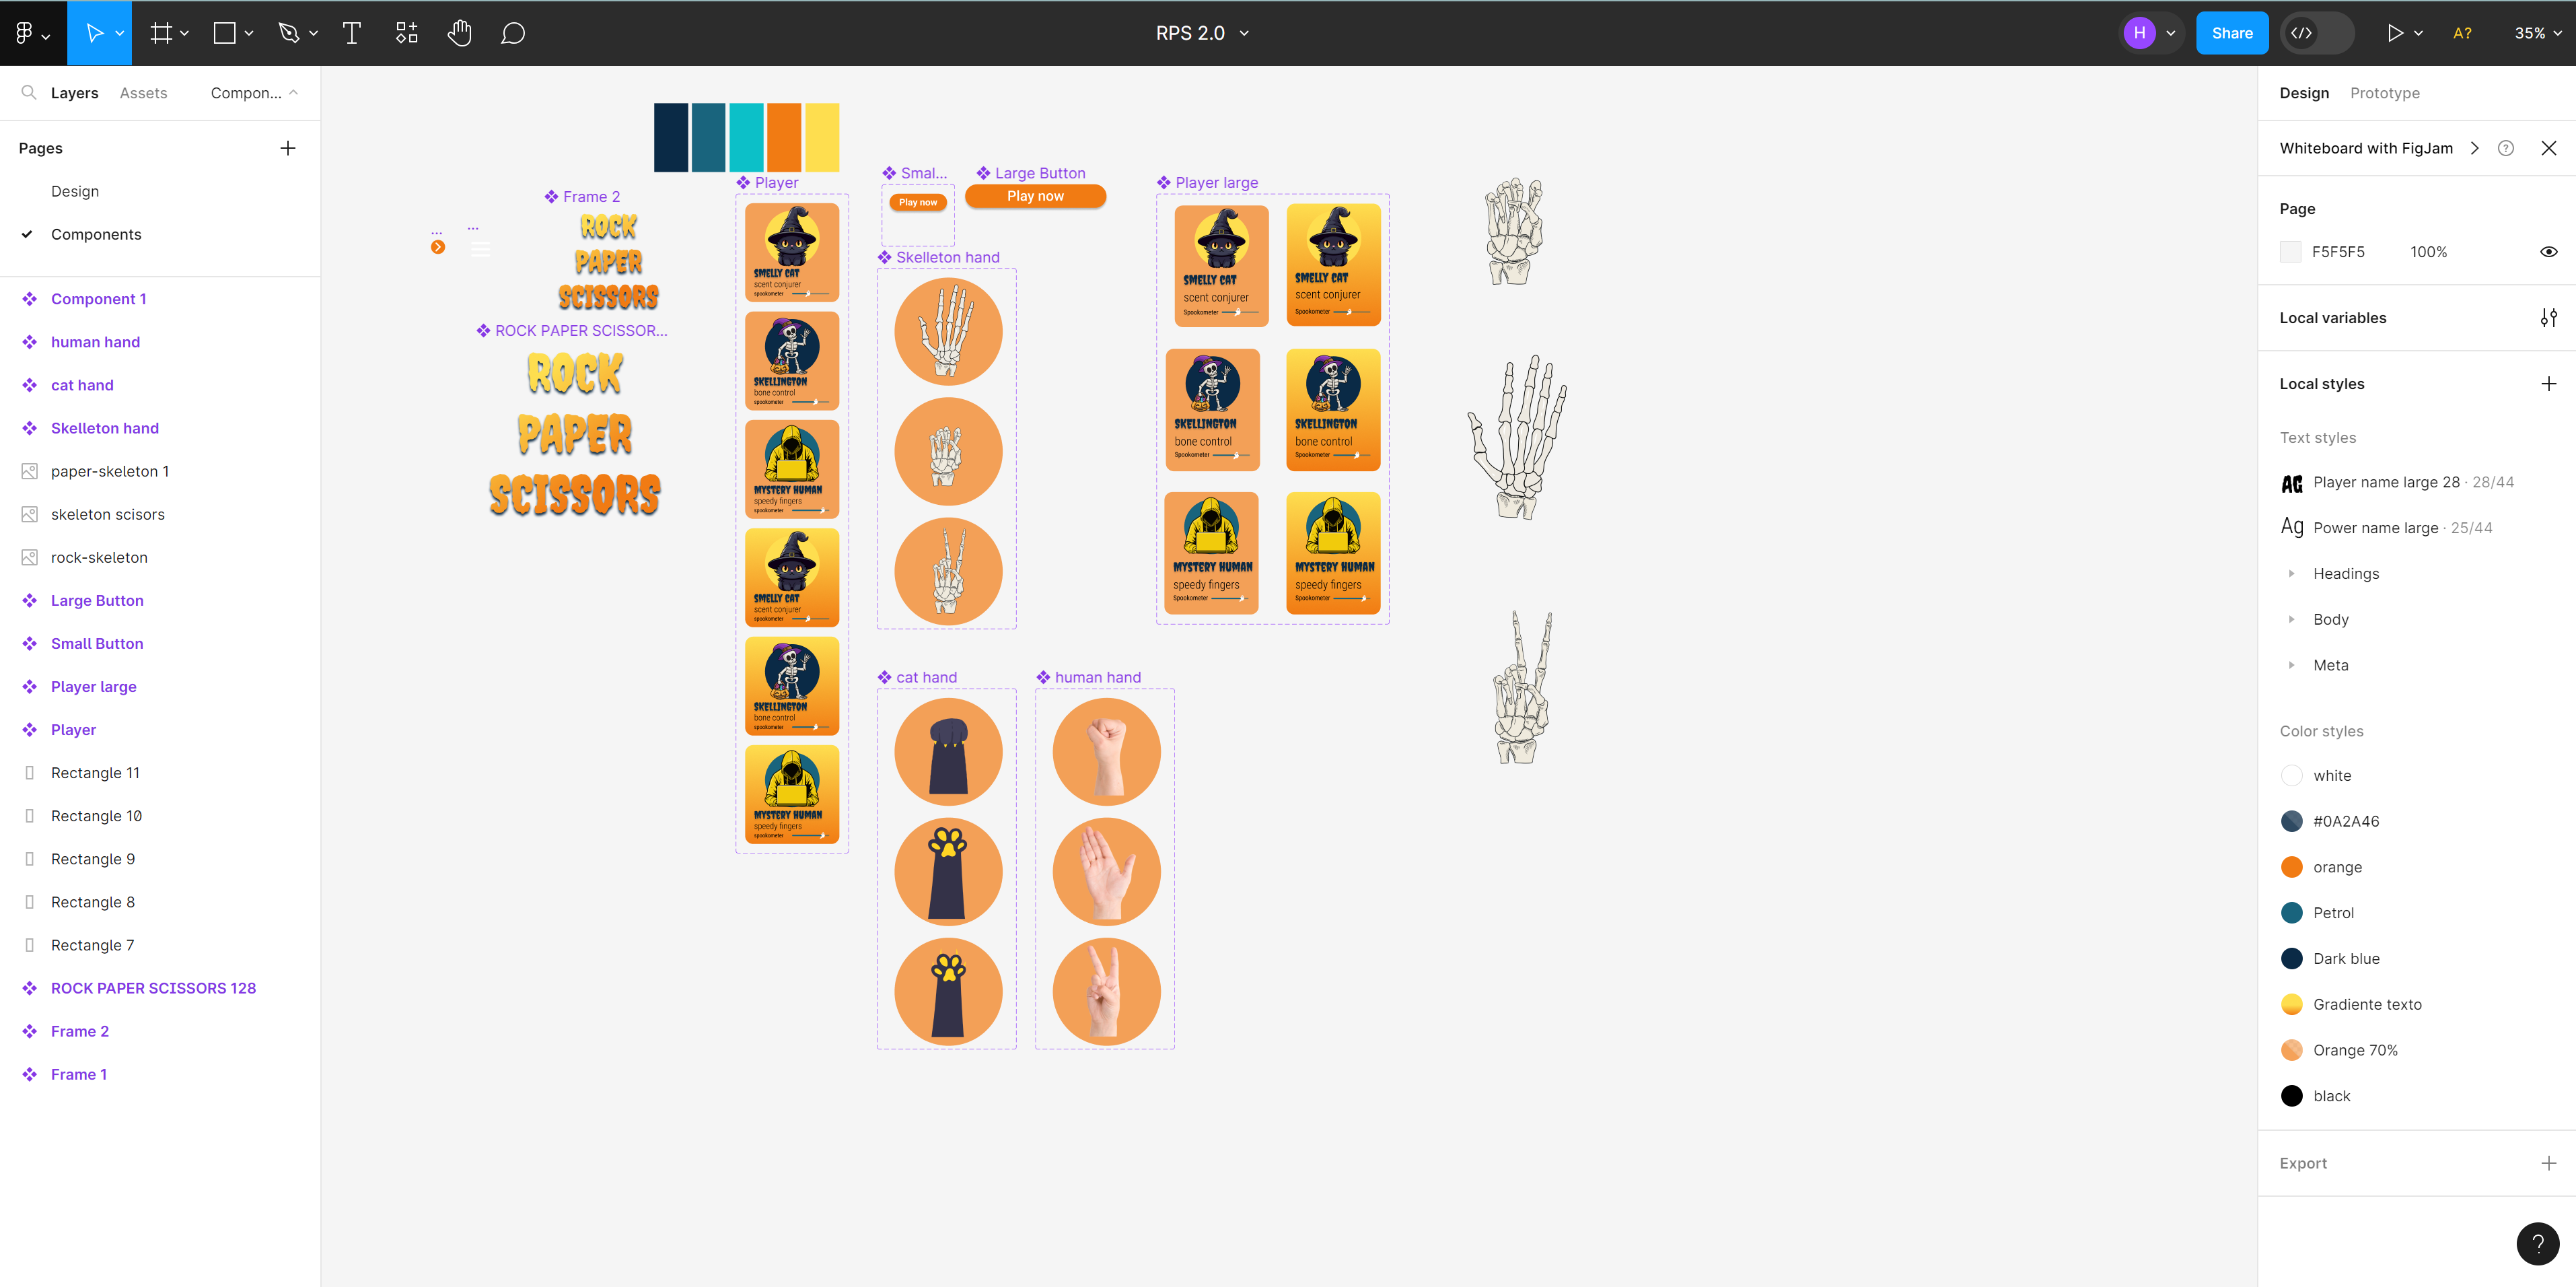 RPS 2.0
H
Share
A?
35%
Layers
Assets
Compon...
Pages
Design
Components
Component 1
human hand
cat hand
Skelleton hand
paper-skeleton 1
skeleton scisors
rock-skeleton
Large Button
Small Button
Player large
Player
Rectangle 11
Rectangle 10
Rectangle 9
Rectangle 8
Rectangle 7
ROCK PAPER SCISSORS 128
Frame 2
Frame 1
...
...
Frame 2
ROCK
PAPER
SCISSORS
ROCK PAPER SCISSOR...
ROCK
PAPER
SCISSORS
Player
SMELLY CAT
scent conjurer
spookometer
SKELLINGTON
bone control
spookometer
MYSTERY HUMAN
speedy fingers
spookometer
SMELLY CAT
scent conjurer
spookometer
SKELLINGTON
bone control
spookometer
MYSTERY HUMAN
speedy fingers
spookometer
Smal...
Play now
Large Button
Play now
Skelleton hand
cat hand
human hand
Player large
SMELLY CAT
scent conjurer
Spookometer
SMELLY CAT
scent conjurer
Spookometer
SKELLINGTON
bone control
Spookometer
SKELLINGTON
bone control
Spookometer
MYSTERY HUMAN
speedy fingers
Spookometer
MYSTERY HUMAN
speedy fingers
Spookometer
Design
Prototype
Whiteboard with FigJam
?
Page
F5F5F5
100%
Local variables
Local styles
Text styles
AG Player name large 28 · 28/44
Ag Power name large · 25/44
Headings
Body
Meta
Color styles
white
#0A2A46
orange
Petrol
Dark blue
Gradiente texto
Orange 70%
black
Export
?